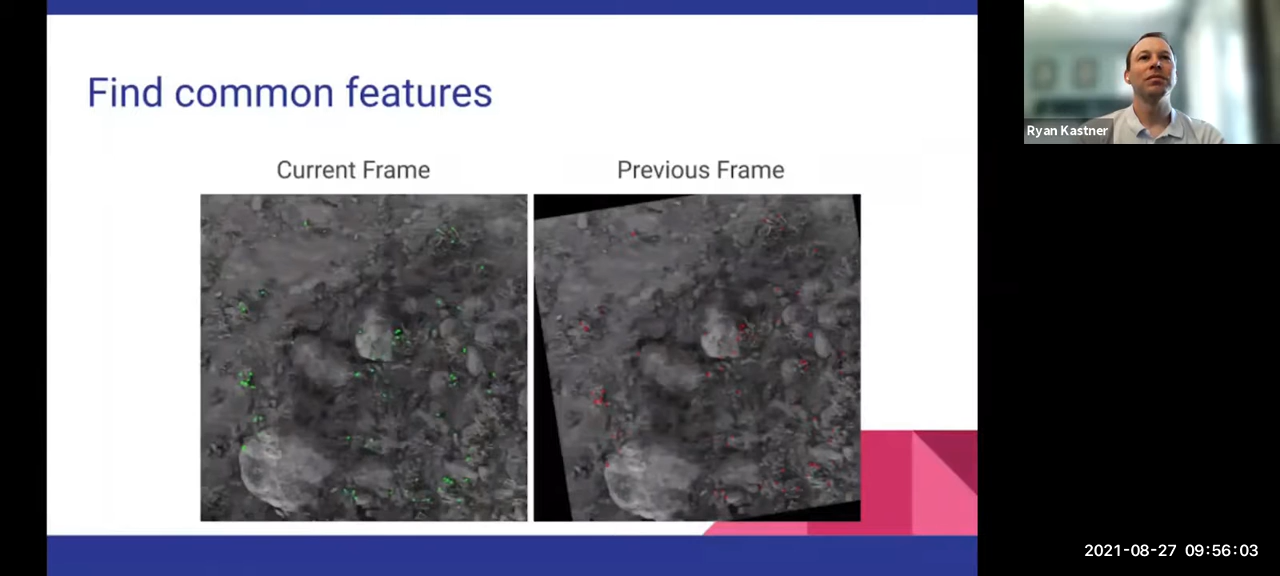 Find common features
Current Frame
Previous Frame
Ryan Kastner
2021-08-27 09:56:03